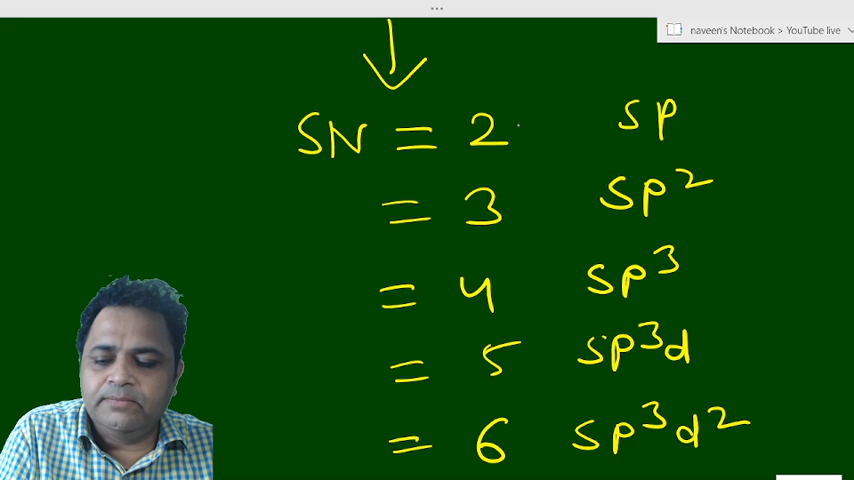 naveen's Notebook > YouTube live
SN = 2 sp
= 3 sp²
= 4 sp³
= 5 sp³d
= 6 sp³d²